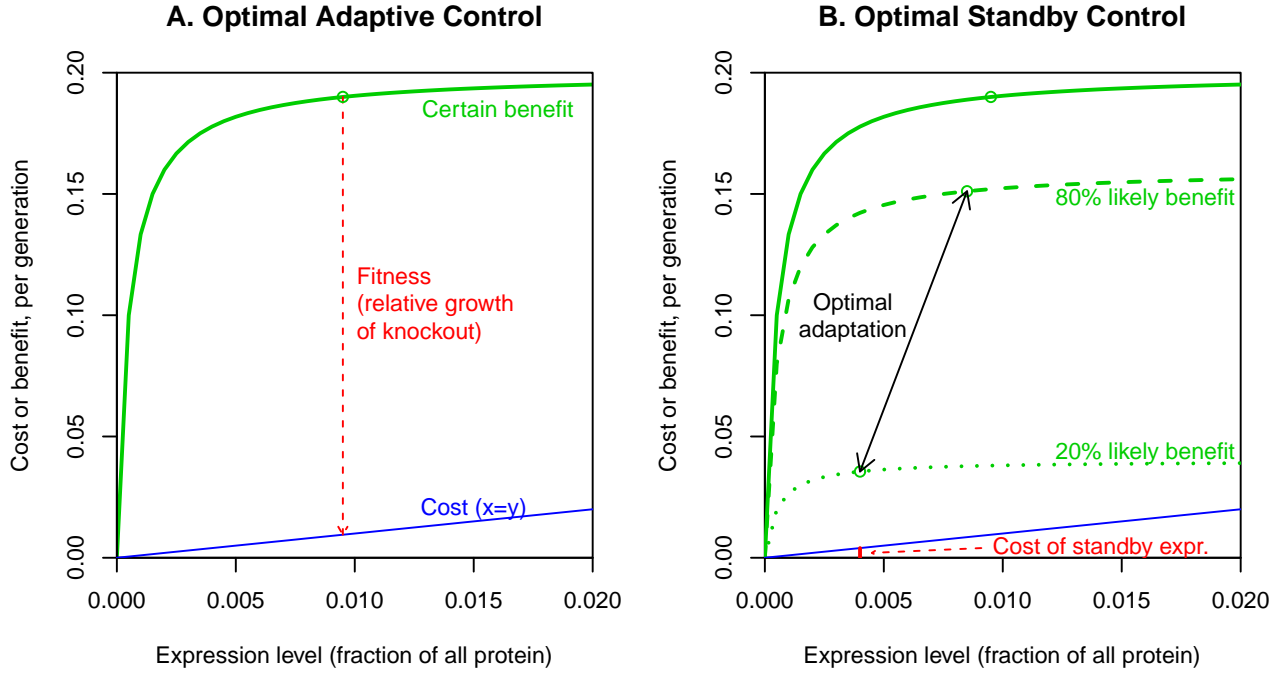 A. Optimal Adaptive Control
Cost or benefit, per generation
0.20
0.15
0.10
0.05
0.00
Certain benefit
Fitness
(relative growth
of knockout)
Cost (x=y)
0.000
0.005
0.010
0.015
0.020
Expression level (fraction of all protein)
B. Optimal Standby Control
Cost or benefit, per generation
0.20
0.15
0.10
0.05
0.00
80% likely benefit
Optimal
adaptation
20% likely benefit
Cost of standby expr.
0.000
0.005
0.010
0.015
0.020
Expression level (fraction of all protein)